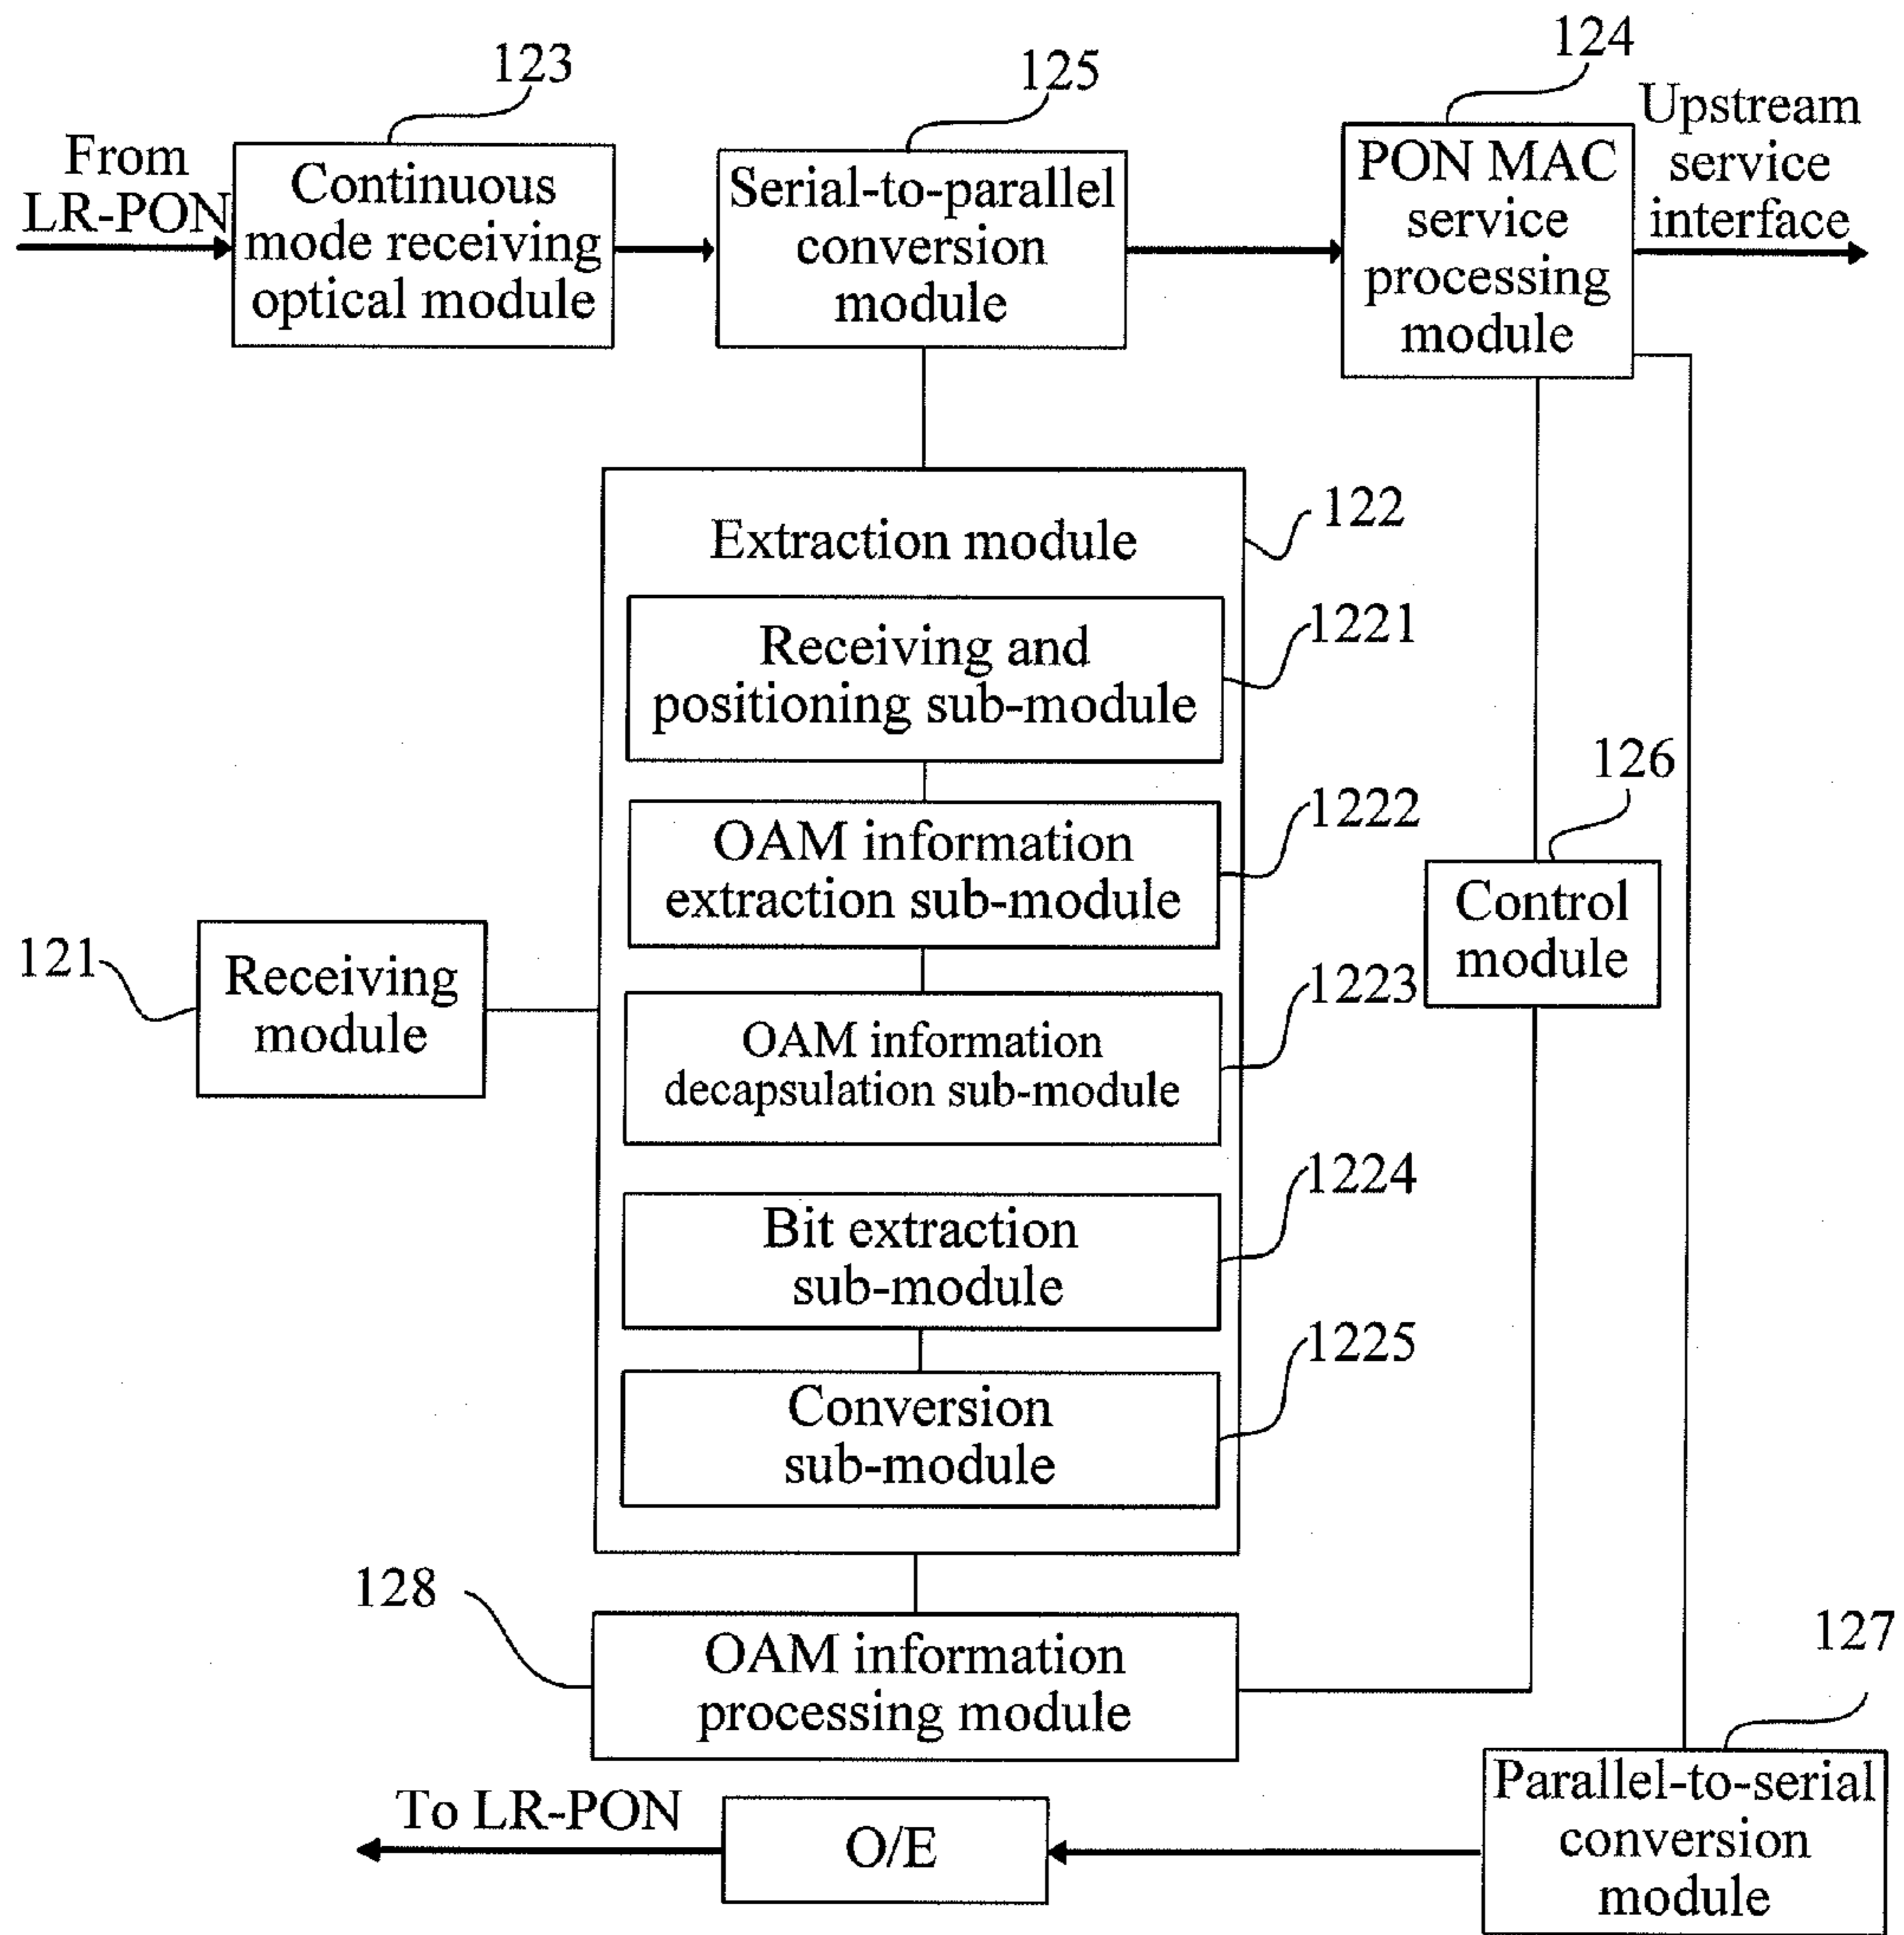 123
125
124
From
LR-PON
Continuous
mode receiving
optical module
Serial-to-parallel
conversion
module
PON MAC
service
processing
module
Upstream
service
interface
Extraction module
122
Receiving and
positioning sub-module
1221
OAM information
extraction sub-module
1222
126
Control
module
121
Receiving
module
OAM information
decapsulation sub-module
1223
Bit extraction
sub-module
1224
Conversion
sub-module
1225
128
OAM information
processing module
127
To LR-PON
O/E
Parallel-to-serial
conversion
module